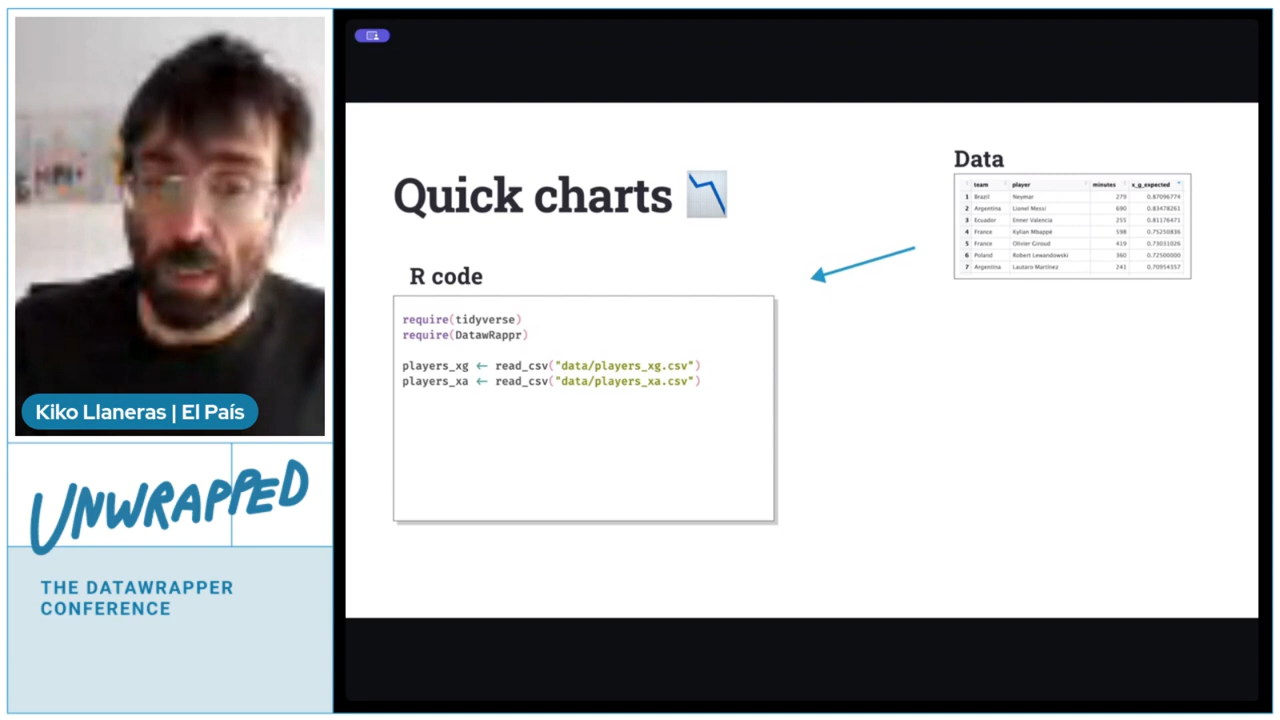 Kiko Llaneras | El País
UNWRAPPED
THE DATAWRAPPER
CONFERENCE
Quick charts
R code
require(tidyverse)
require(DatawRappr)
players_xg ← read_csv("data/players_xg.csv")
players_xa ← read_csv("data/players_xa.csv")
Data
team player minutes x_g_expected
1 Brazil Neymar 279 0.87096774
2 Argentina Lionel Messi 690 0.83478261
3 Ecuador Enner Valencia 255 0.81176471
4 France Kylian Mbappé 598 0.75250836
5 France Olivier Giroud 419 0.73031026
6 Poland Robert Lewandowski 360 0.72500000
7 Argentina Lautaro Martínez 241 0.70954357